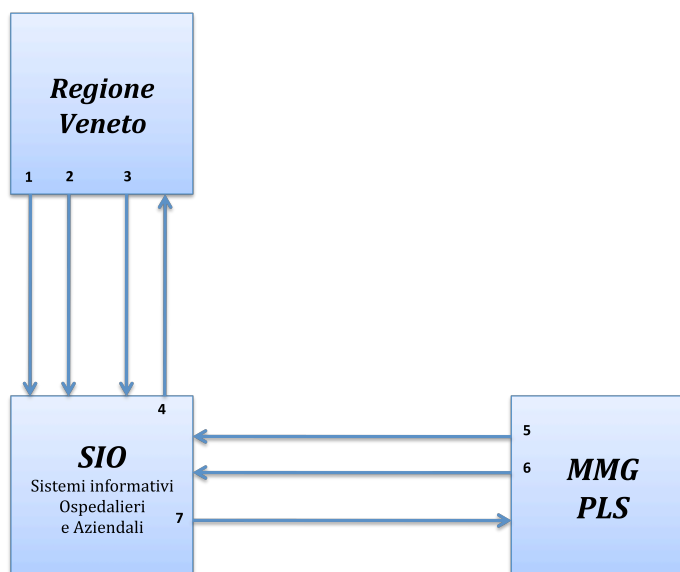 Regione
Veneto
1
2
3
4
SIO
Sistemi informativi
Ospedalieri
e Aziendali
7
5
6
MMG
PLS